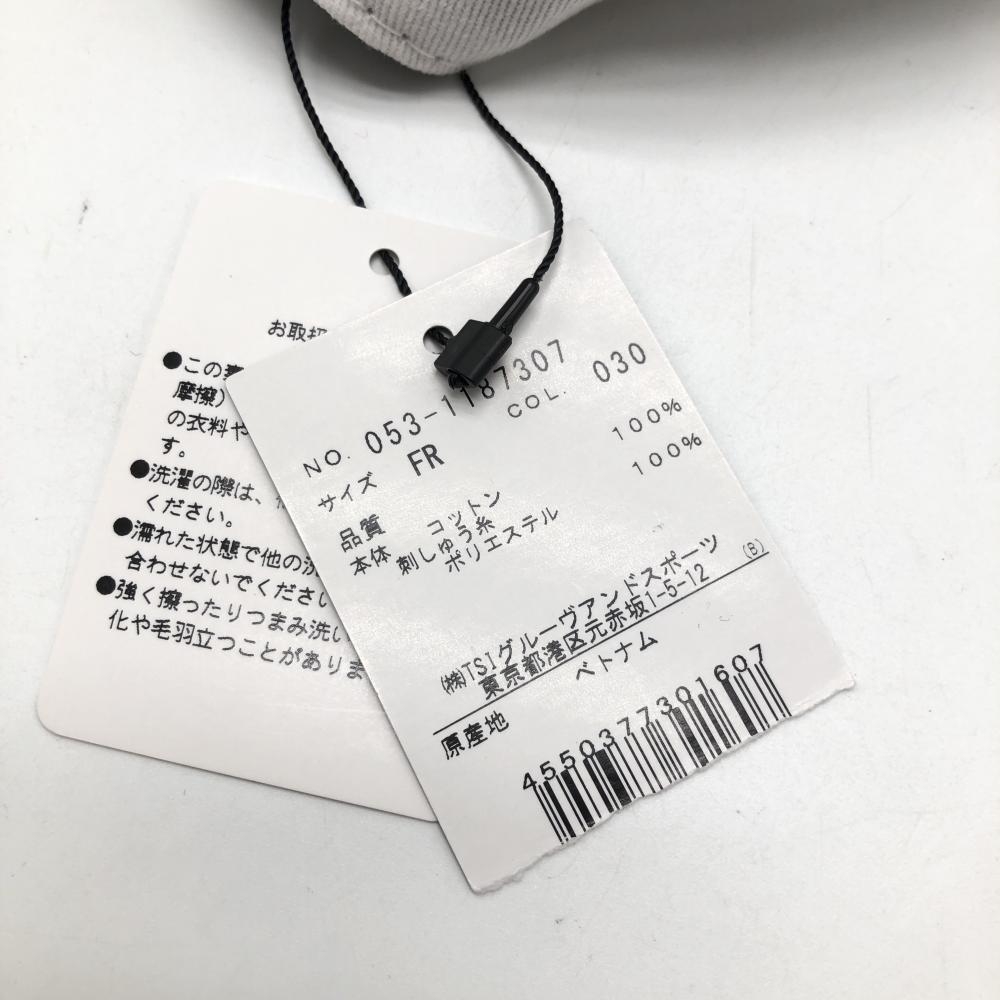 お取扱
●この
摩擦)
の衣料や
す。
●洗濯の際は、
ください。
●濡れた状態で他の洗
合わせないでください
●強く擦ったりつまみ洗い
化や毛羽立つことがありま
NO. 053-1187307
COL. 030
サイズ FR
品質 コットン 100%
本体 刺しゅう糸
ポリエステル 100%
(B)
㈱TSIグルーヴアンドスポーツ
東京都港区元赤坂1-5-12
原産地 ベトナム
4550377301607